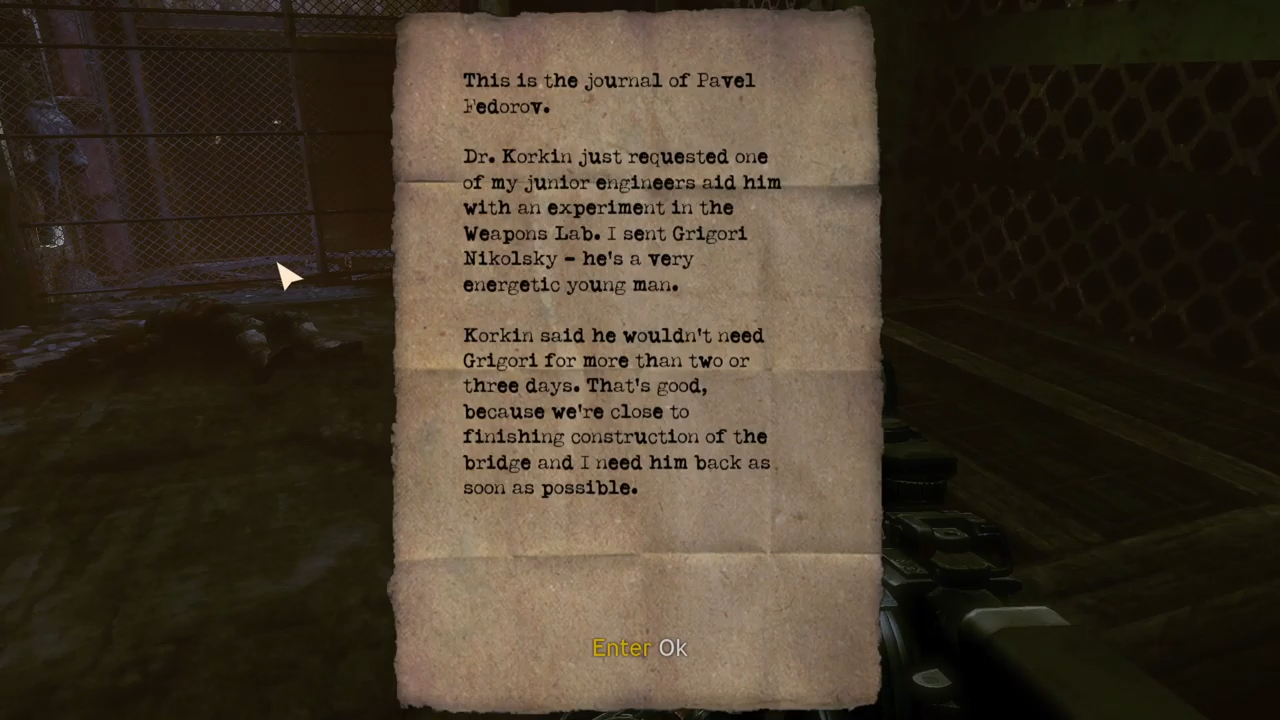 This is the journal of Pavel
Fedorov.
Dr. Korkin just requested one
of my junior engineers aid him
with an experiment in the
Weapons Lab. I sent Grigori
Nikolsky - he's a very
energetic young man.
Korkin said he wouldn't need
Grigori for more than two or
three days. That's good,
because we're close to
finishing construction of the
bridge and I need him back as
soon as possible.
Enter Ok